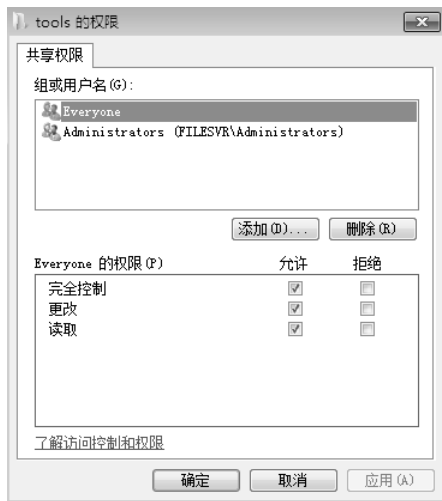 tools 的权限
共享权限
组或用户名(G):
Everyone
Administrators (FILESVR\Administrators)
添加(D)... 删除(R)
Everyone 的权限(P) 允许 拒绝
完全控制
更改
读取
了解访问控制和权限
确定 取消 应用(A)